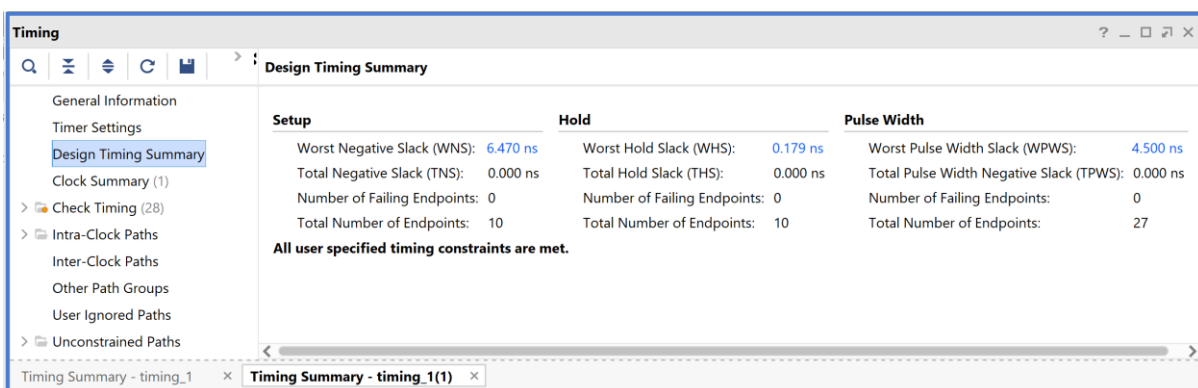 Timing
Design Timing Summary
General Information
Timer Settings
Design Timing Summary
Clock Summary (1)
Check Timing (28)
Intra-Clock Paths
Inter-Clock Paths
Other Path Groups
User Ignored Paths
Unconstrained Paths
Setup Hold Pulse Width
Worst Negative Slack (WNS): 6.470 ns Worst Hold Slack (WHS): 0.179 ns Worst Pulse Width Slack (WPWS): 4.500 ns
Total Negative Slack (TNS): 0.000 ns Total Hold Slack (THS): 0.000 ns Total Pulse Width Negative Slack (TPWS): 0.000 ns
Number of Failing Endpoints: 0 Number of Failing Endpoints: 0 Number of Failing Endpoints: 0
Total Number of Endpoints: 10 Total Number of Endpoints: 10 Total Number of Endpoints: 27
All user specified timing constraints are met.
Timing Summary - timing_1 Timing Summary - timing_1(1)